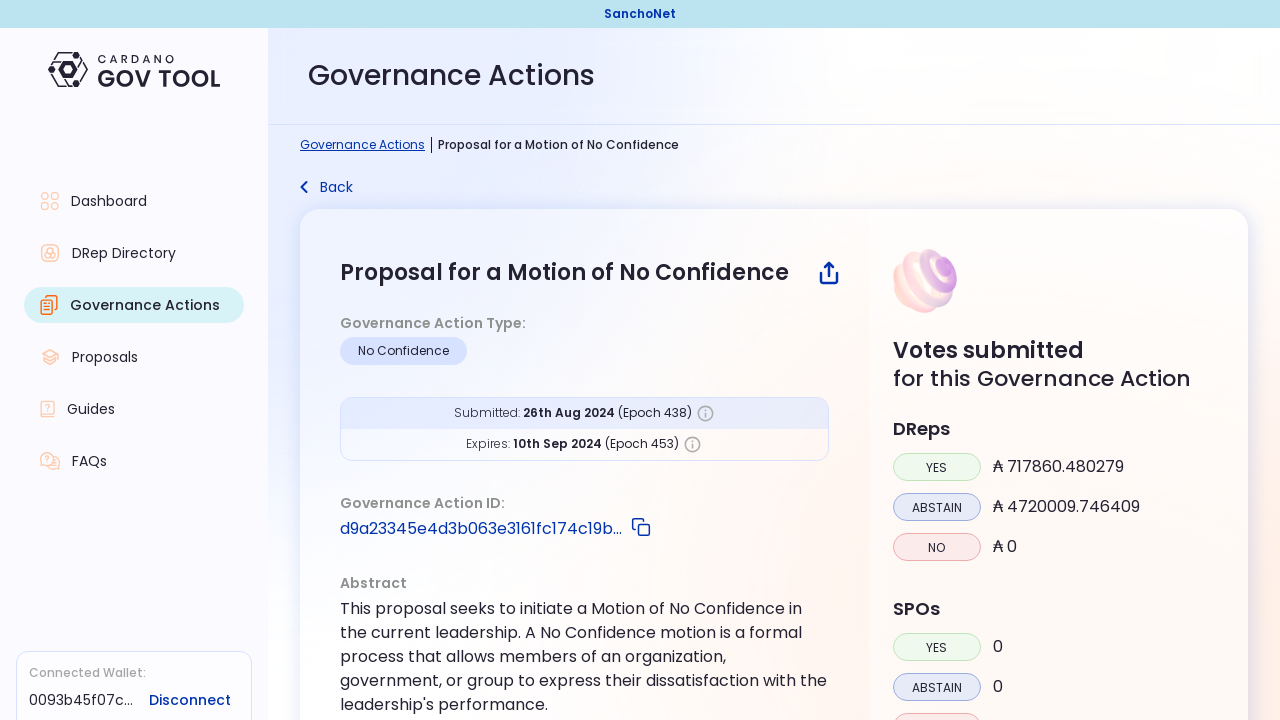 SanchoNet
CARDANO
GOV TOOL
Dashboard
DRep Directory
Governance Actions
Proposals
Guides
FAQs
Connected Wallet:
0093b45f07c...
Disconnect
Governance Actions
Governance Actions
Proposal for a Motion of No Confidence
Back
Proposal for a Motion of No Confidence
Governance Action Type:
No Confidence
Submitted: 26th Aug 2024 (Epoch 438)
Expires: 10th Sep 2024 (Epoch 453)
Governance Action ID:
d9a23345e4d3b063e3161fc174c19b...
Abstract
This proposal seeks to initiate a Motion of No Confidence in
the current leadership. A No Confidence motion is a formal
process that allows members of an organization,
government, or group to express their dissatisfaction with the
leadership's performance.
Votes submitted
for this Governance Action
DReps
YES ₳ 717860.480279
ABSTAIN ₳ 4720009.746409
NO ₳ 0
SPOs
YES 0
ABSTAIN 0